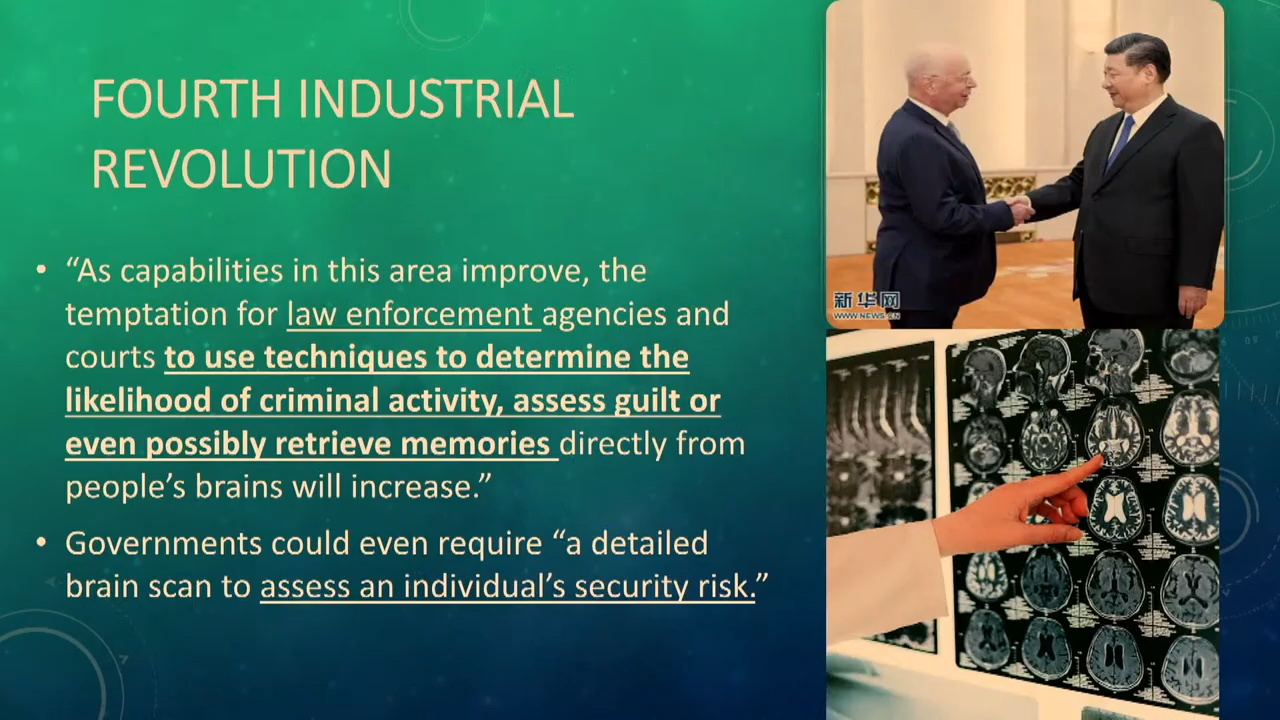 FOURTH INDUSTRIAL
REVOLUTION
• “As capabilities in this area improve, the
temptation for law enforcement agencies and
courts to use techniques to determine the
likelihood of criminal activity, assess guilt or
even possibly retrieve memories directly from
people’s brains will increase.”
• Governments could even require “a detailed
brain scan to assess an individual’s security risk.”
新华网
WWW.NEWS.CN